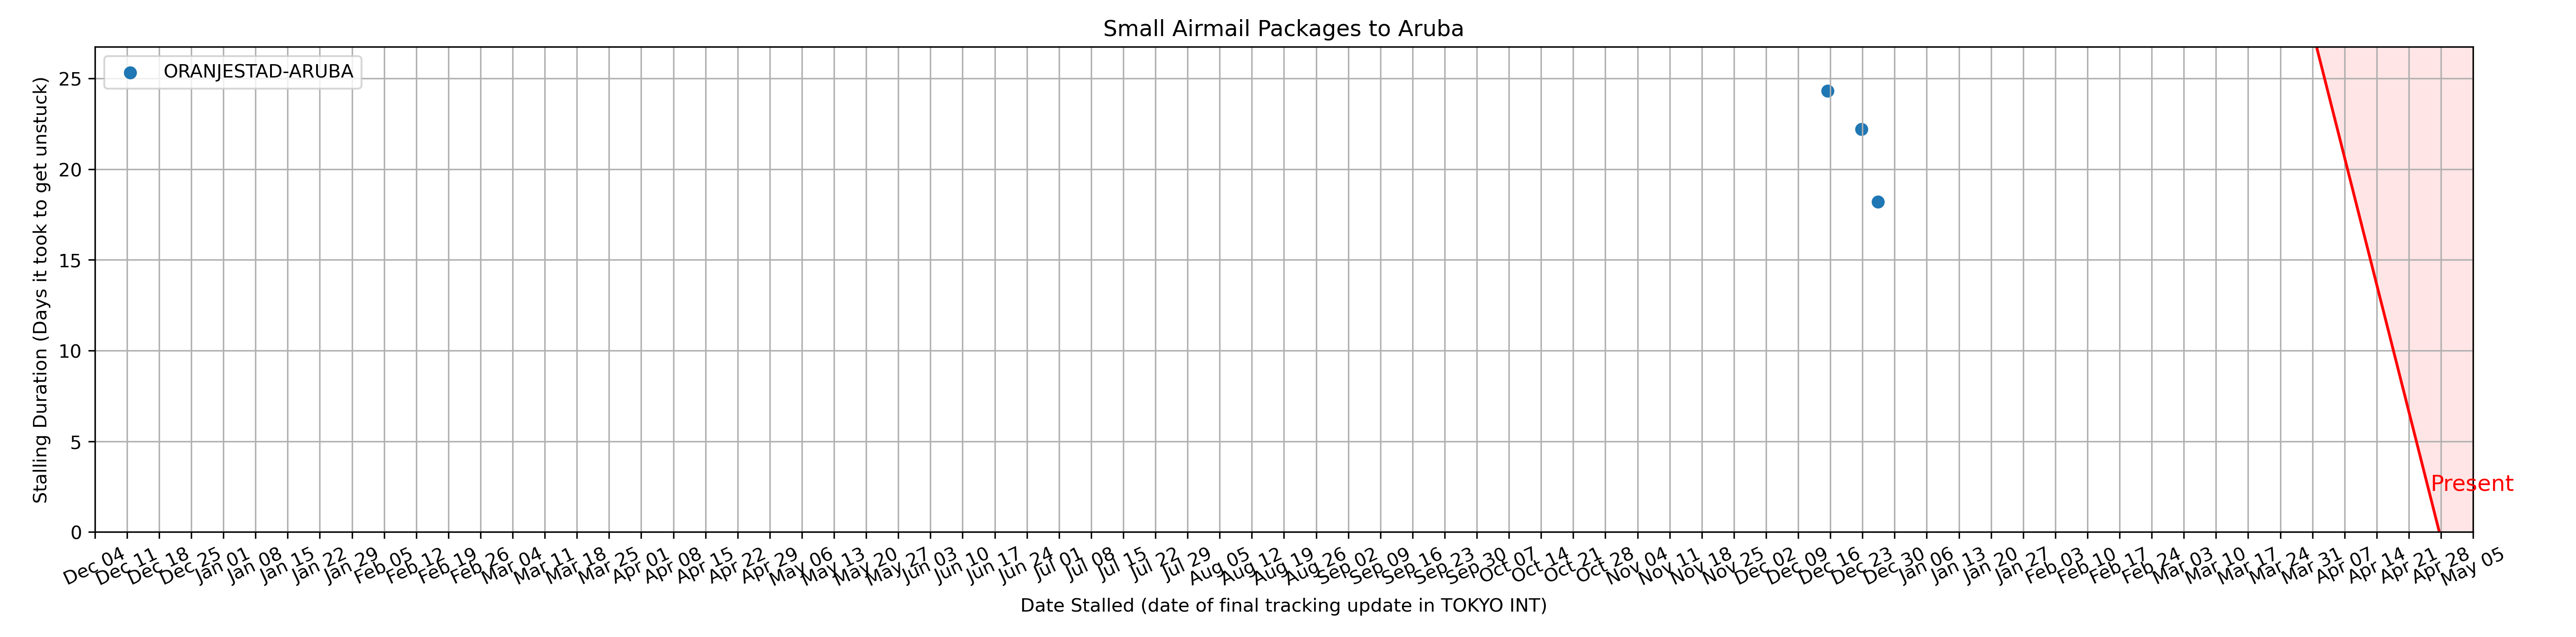 Small Airmail Packages to Aruba
ORANJESTAD-ARUBA
Stalling Duration (Days it took to get unstuck)
25
20
15
10
5
0
Present
Dec 04
Dec 11
Dec 18
Dec 25
Jan 01
Jan 08
Jan 15
Jan 22
Jan 29
Feb 05
Feb 12
Feb 19
Feb 26
Mar 04
Mar 11
Mar 18
Mar 25
Apr 01
Apr 08
Apr 15
Apr 22
Apr 29
May 06
May 13
May 20
May 27
Jun 03
Jun 10
Jun 17
Jun 24
Jul 01
Jul 08
Jul 15
Jul 22
Jul 29
Aug 05
Aug 12
Aug 19
Aug 26
Sep 02
Sep 09
Sep 16
Sep 23
Sep 30
Oct 07
Oct 14
Oct 21
Oct 28
Nov 04
Nov 11
Nov 18
Nov 25
Dec 02
Dec 09
Dec 16
Dec 23
Dec 30
Jan 06
Jan 13
Jan 20
Jan 27
Feb 03
Feb 10
Feb 17
Feb 24
Mar 03
Mar 10
Mar 17
Mar 24
Mar 31
Apr 07
Apr 14
Apr 21
Apr 28
May 05
Date Stalled (date of final tracking update in TOKYO INT)